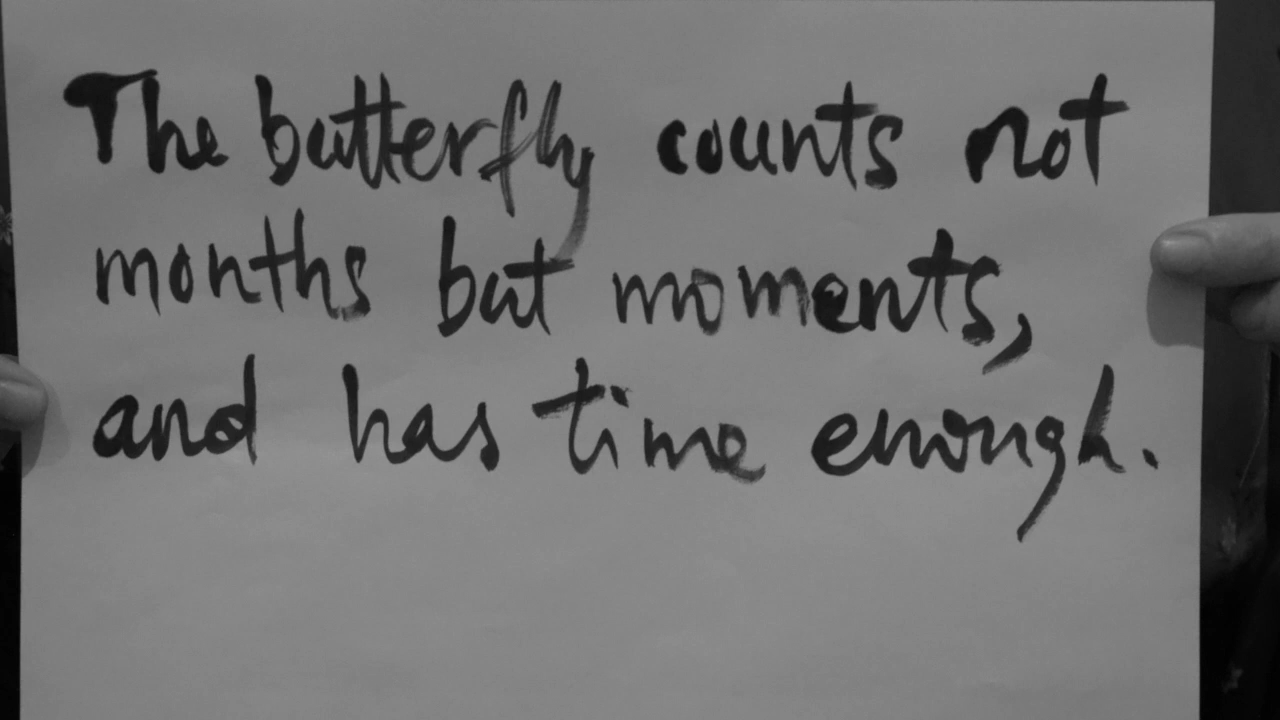 The butterfly counts not
months but moments,
and has time enough.